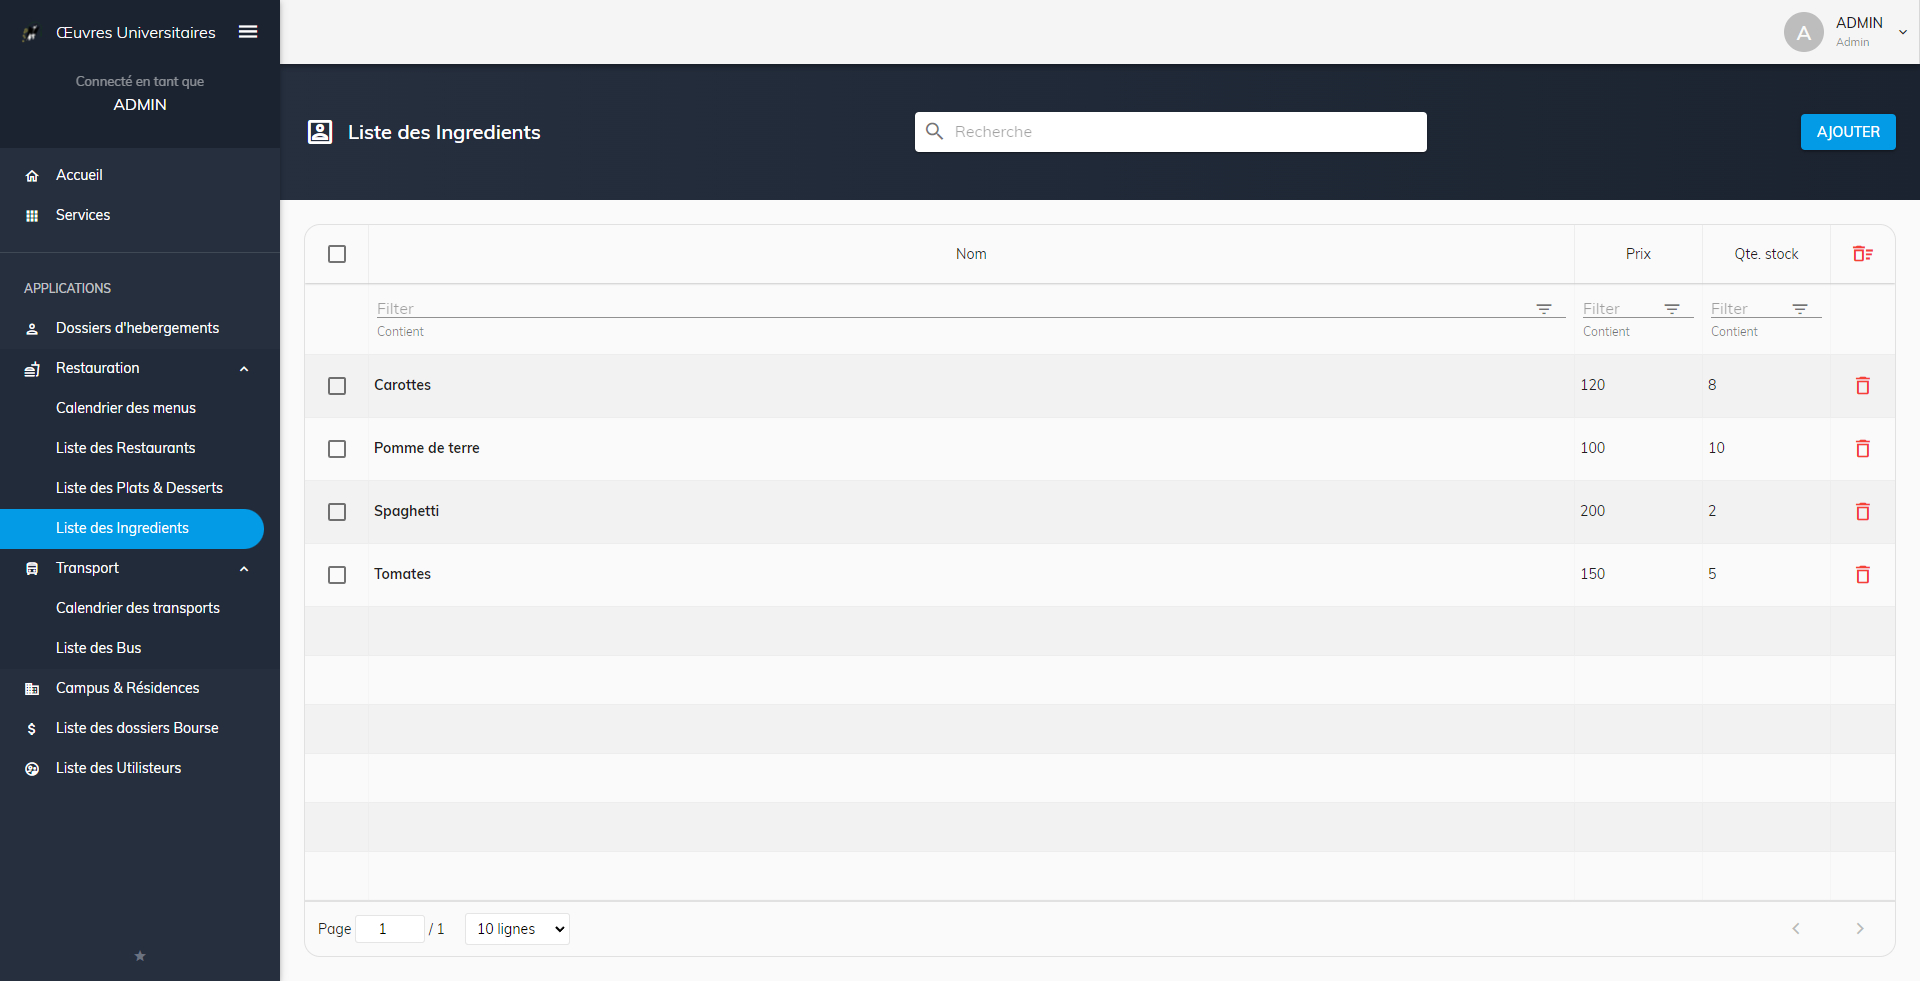 Œuvres Universitaires
Connecté en tant que
ADMIN
Accueil
Services
APPLICATIONS
Dossiers d'hebergements
Restauration
Calendrier des menus
Liste des Restaurants
Liste des Plats & Desserts
Liste des Ingredients
Transport
Calendrier des transports
Liste des Bus
Campus & Résidences
Liste des dossiers Bourse
Liste des Utilisteurs
A
ADMIN
Admin
Liste des Ingredients
Recherche
AJOUTER
Nom Prix Qte. stock
Filter Filter Filter
Contient Contient Contient
Carottes 120 8
Pomme de terre 100 10
Spaghetti 200 2
Tomates 150 5
Page 1 / 1 10 lignes